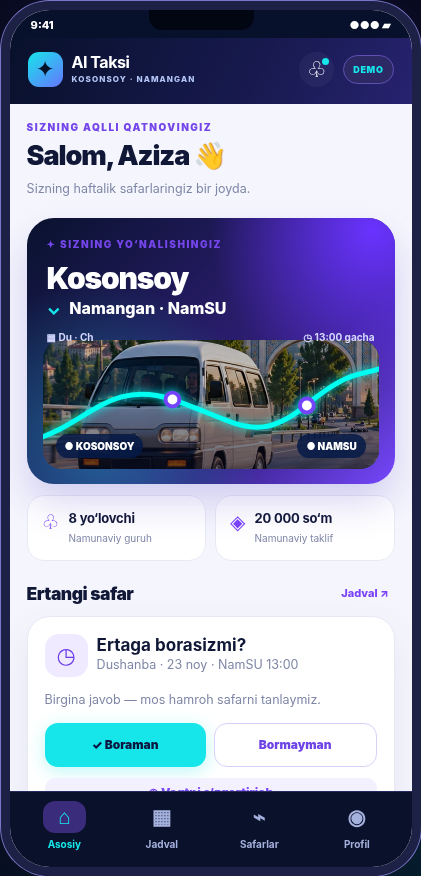 9:41
AI Taksi
KOSONSOY · NAMANGAN
DEMO
SIZNING AQLLI QATNOVINGIZ
Salom, Aziza 👋
Sizning haftalik safarlaringiz bir joyda.
✦ SIZNING YO‘NALISHINGIZ
Kosonsoy
Namangan · NamSU
Du · Ch
13:00 gacha
KOSONSOY
NAMSU
8 yo‘lovchi
Namunaviy guruh
20 000 so‘m
Namunaviy taklif
Ertangi safar
Jadval ↗
Ertaga borasizmi?
Dushanba · 23 noy · NamSU 13:00
Birgina javob — mos hamroh safarni tanlaymiz.
✓ Boraman
Bormayman
Asosiy
Jadval
Safarlar
Profil